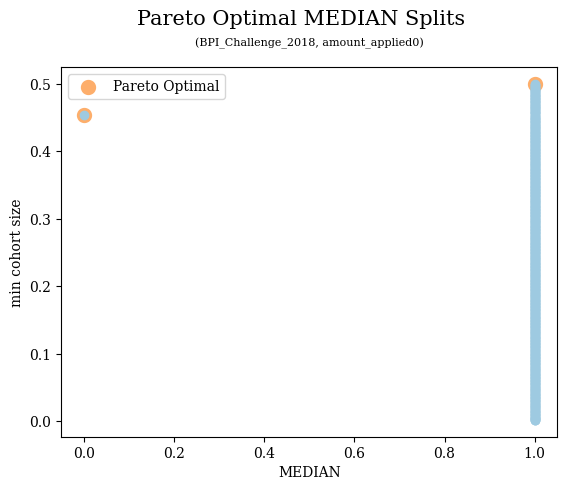 Pareto Optimal MEDIAN Splits
(BPI_Challenge_2018, amount_applied0)
Pareto Optimal
min cohort size
0.5
0.4
0.3
0.2
0.1
0.0
0.0 0.2 0.4 0.6 0.8 1.0
MEDIAN